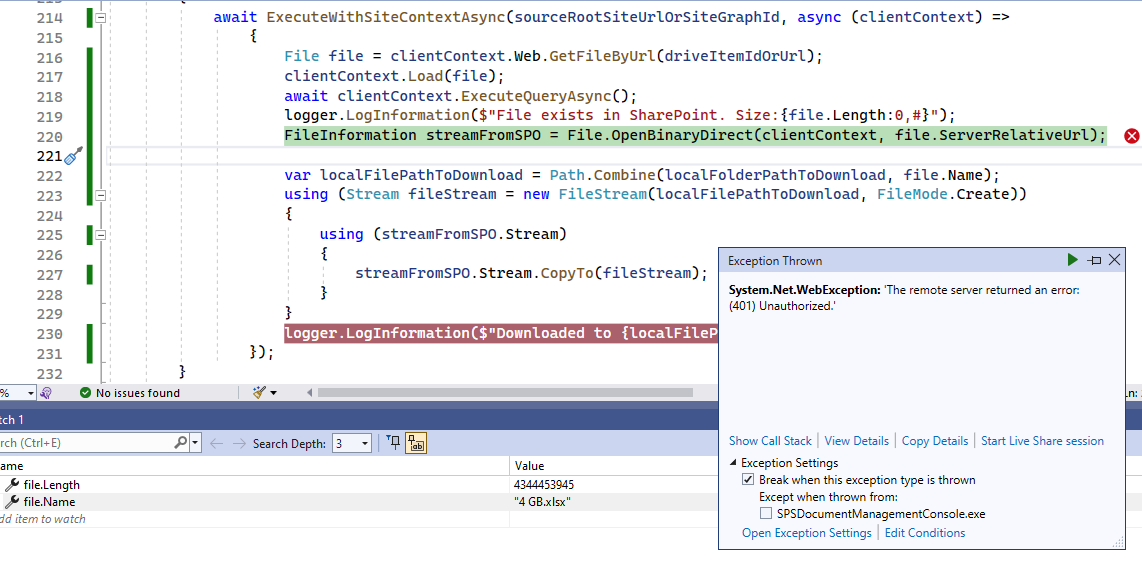 213 {
214 await ExecuteWithSiteContextAsync(sourceRootSiteUrlOrSiteGraphId, async (clientContext) =>
215 {
216 File file = clientContext.Web.GetFileByUrl(driveItemIdOrUrl);
217 clientContext.Load(file);
218 await clientContext.ExecuteQueryAsync();
219 logger.LogInformation($"File exists in SharePoint. Size:{file.Length:0,#}");
220 FileInformation streamFromSPO = File.OpenBinaryDirect(clientContext, file.ServerRelativeUrl);
221
222 var localFilePathToDownload = Path.Combine(localFolderPathToDownload, file.Name);
223 using (Stream fileStream = new FileStream(localFilePathToDownload, FileMode.Create))
224 {
225 using (streamFromSPO.Stream)
226 {
227 streamFromSPO.Stream.CopyTo(fileStream);
228 }
229 }
230 logger.LogInformation($"Downloaded to {localFileP
231 });
232 }
Exception Thrown
System.Net.WebException: 'The remote server returned an error:
(401) Unauthorized.'
Show Call Stack | View Details | Copy Details | Start Live Share session
Exception Settings
Break when this exception type is thrown
Except when thrown from:
SPSDocumentManagementConsole.exe
Open Exception Settings | Edit Conditions
% No issues found Ln:
tch 1
rch (Ctrl+E) Search Depth: 3
ame Value
file.Length 4344453945
file.Name "4 GB.xlsx"
dd item to watch